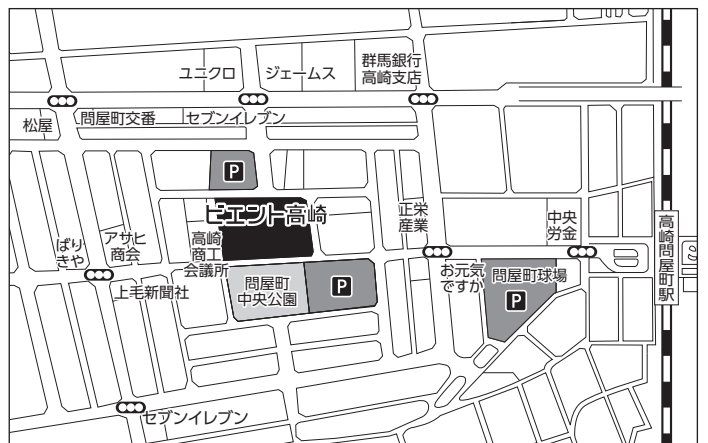 ユニクロ
ジェームス
群馬銀行
高崎支店
松屋
問屋町交番
セブンイレブン
P
ビエント高崎
ぱり
きや
アサヒ
商会
高崎
商工
会議所
正栄
産業
中央
労金
高崎問屋町駅
上毛新聞社
問屋町
中央公園
P
お元気
ですか
問屋町球場
P
セブンイレブン